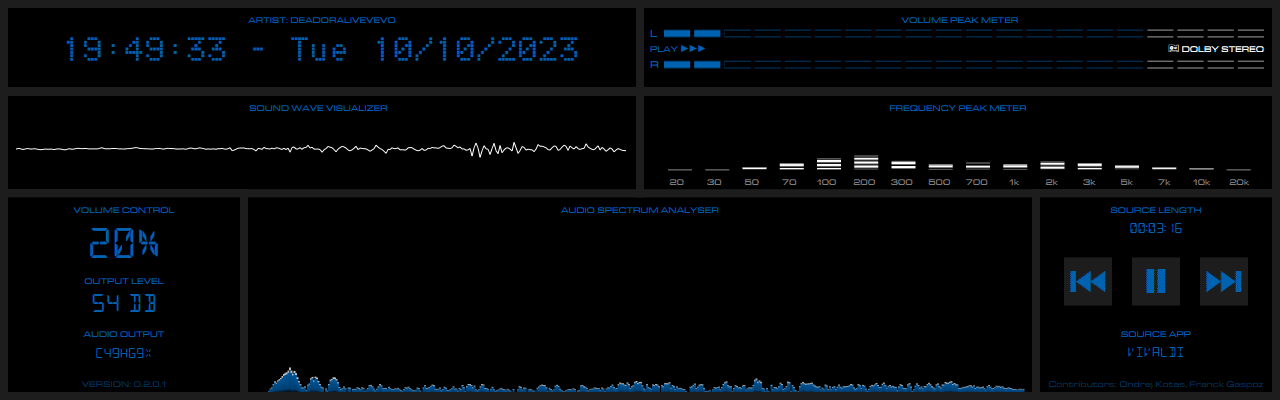 ARTIST: DEADORALIVEVEVO
19:49:33 - Tue 10/10/2023
VOLUME PEAK METER
L
PLAY
DOLBY STEREO
R
SOUND WAVE VISUALIZER
FREQUENCY PEAK METER
20 30 50 70 100 200 300 500 700 1k 2k 3k 5k 7k 10k 20k
VOLUME CONTROL
20%
OUTPUT LEVEL
54 DB
AUDIO OUTPUT
C49HG9X
VERSION: 0.2.0.1
AUDIO SPECTRUM ANALYSER
SOURCE LENGTH
00:03:16
SOURCE APP
VIVALDI
Contributors: Ondrej Kotas, Franck Gaspoz